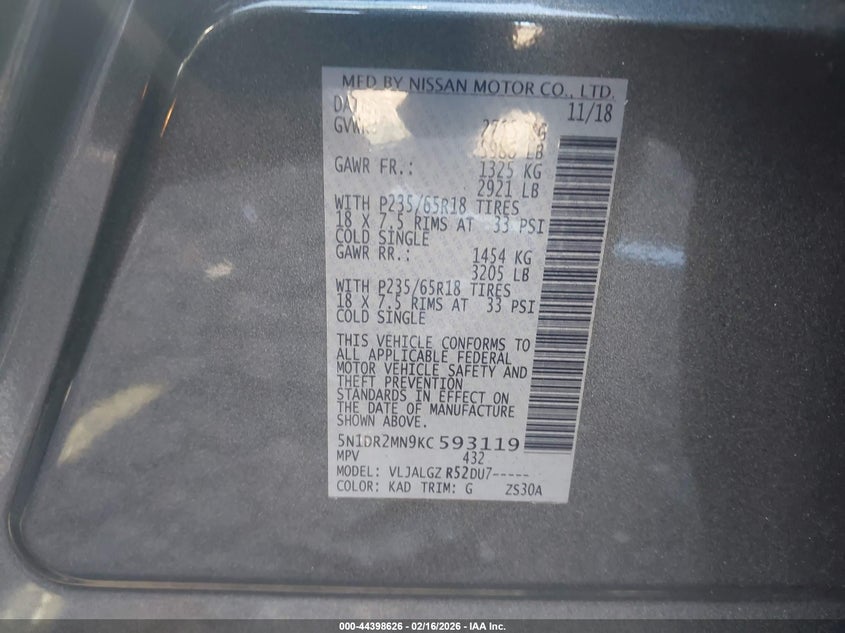 MFD BY NISSAN MOTOR CO., LTD.
11/18
GVWR
LB
GAWR FR.: 1325 KG
2921 LB
WITH P235/65R18 TIRES
18 X 7.5 RIMS AT 33 PSI
COLD SINGLE
GAWR RR.: 1454 KG
3205 LB
WITH P235/65R18 TIRES
18 X 7.5 RIMS AT 33 PSI
COLD SINGLE
THIS VEHICLE CONFORMS TO
ALL APPLICABLE FEDERAL
MOTOR VEHICLE SAFETY AND
THEFT PREVENTION
STANDARDS IN EFFECT ON
THE DATE OF MANUFACTURE
SHOWN ABOVE.
5N1DR2MN9KC593119
MPV 432
MODEL: VLJALGZ R52DU7-----
COLOR: KAD TRIM: G ZS30A
000-44398626 - 02/16/2026 - IAA Inc.